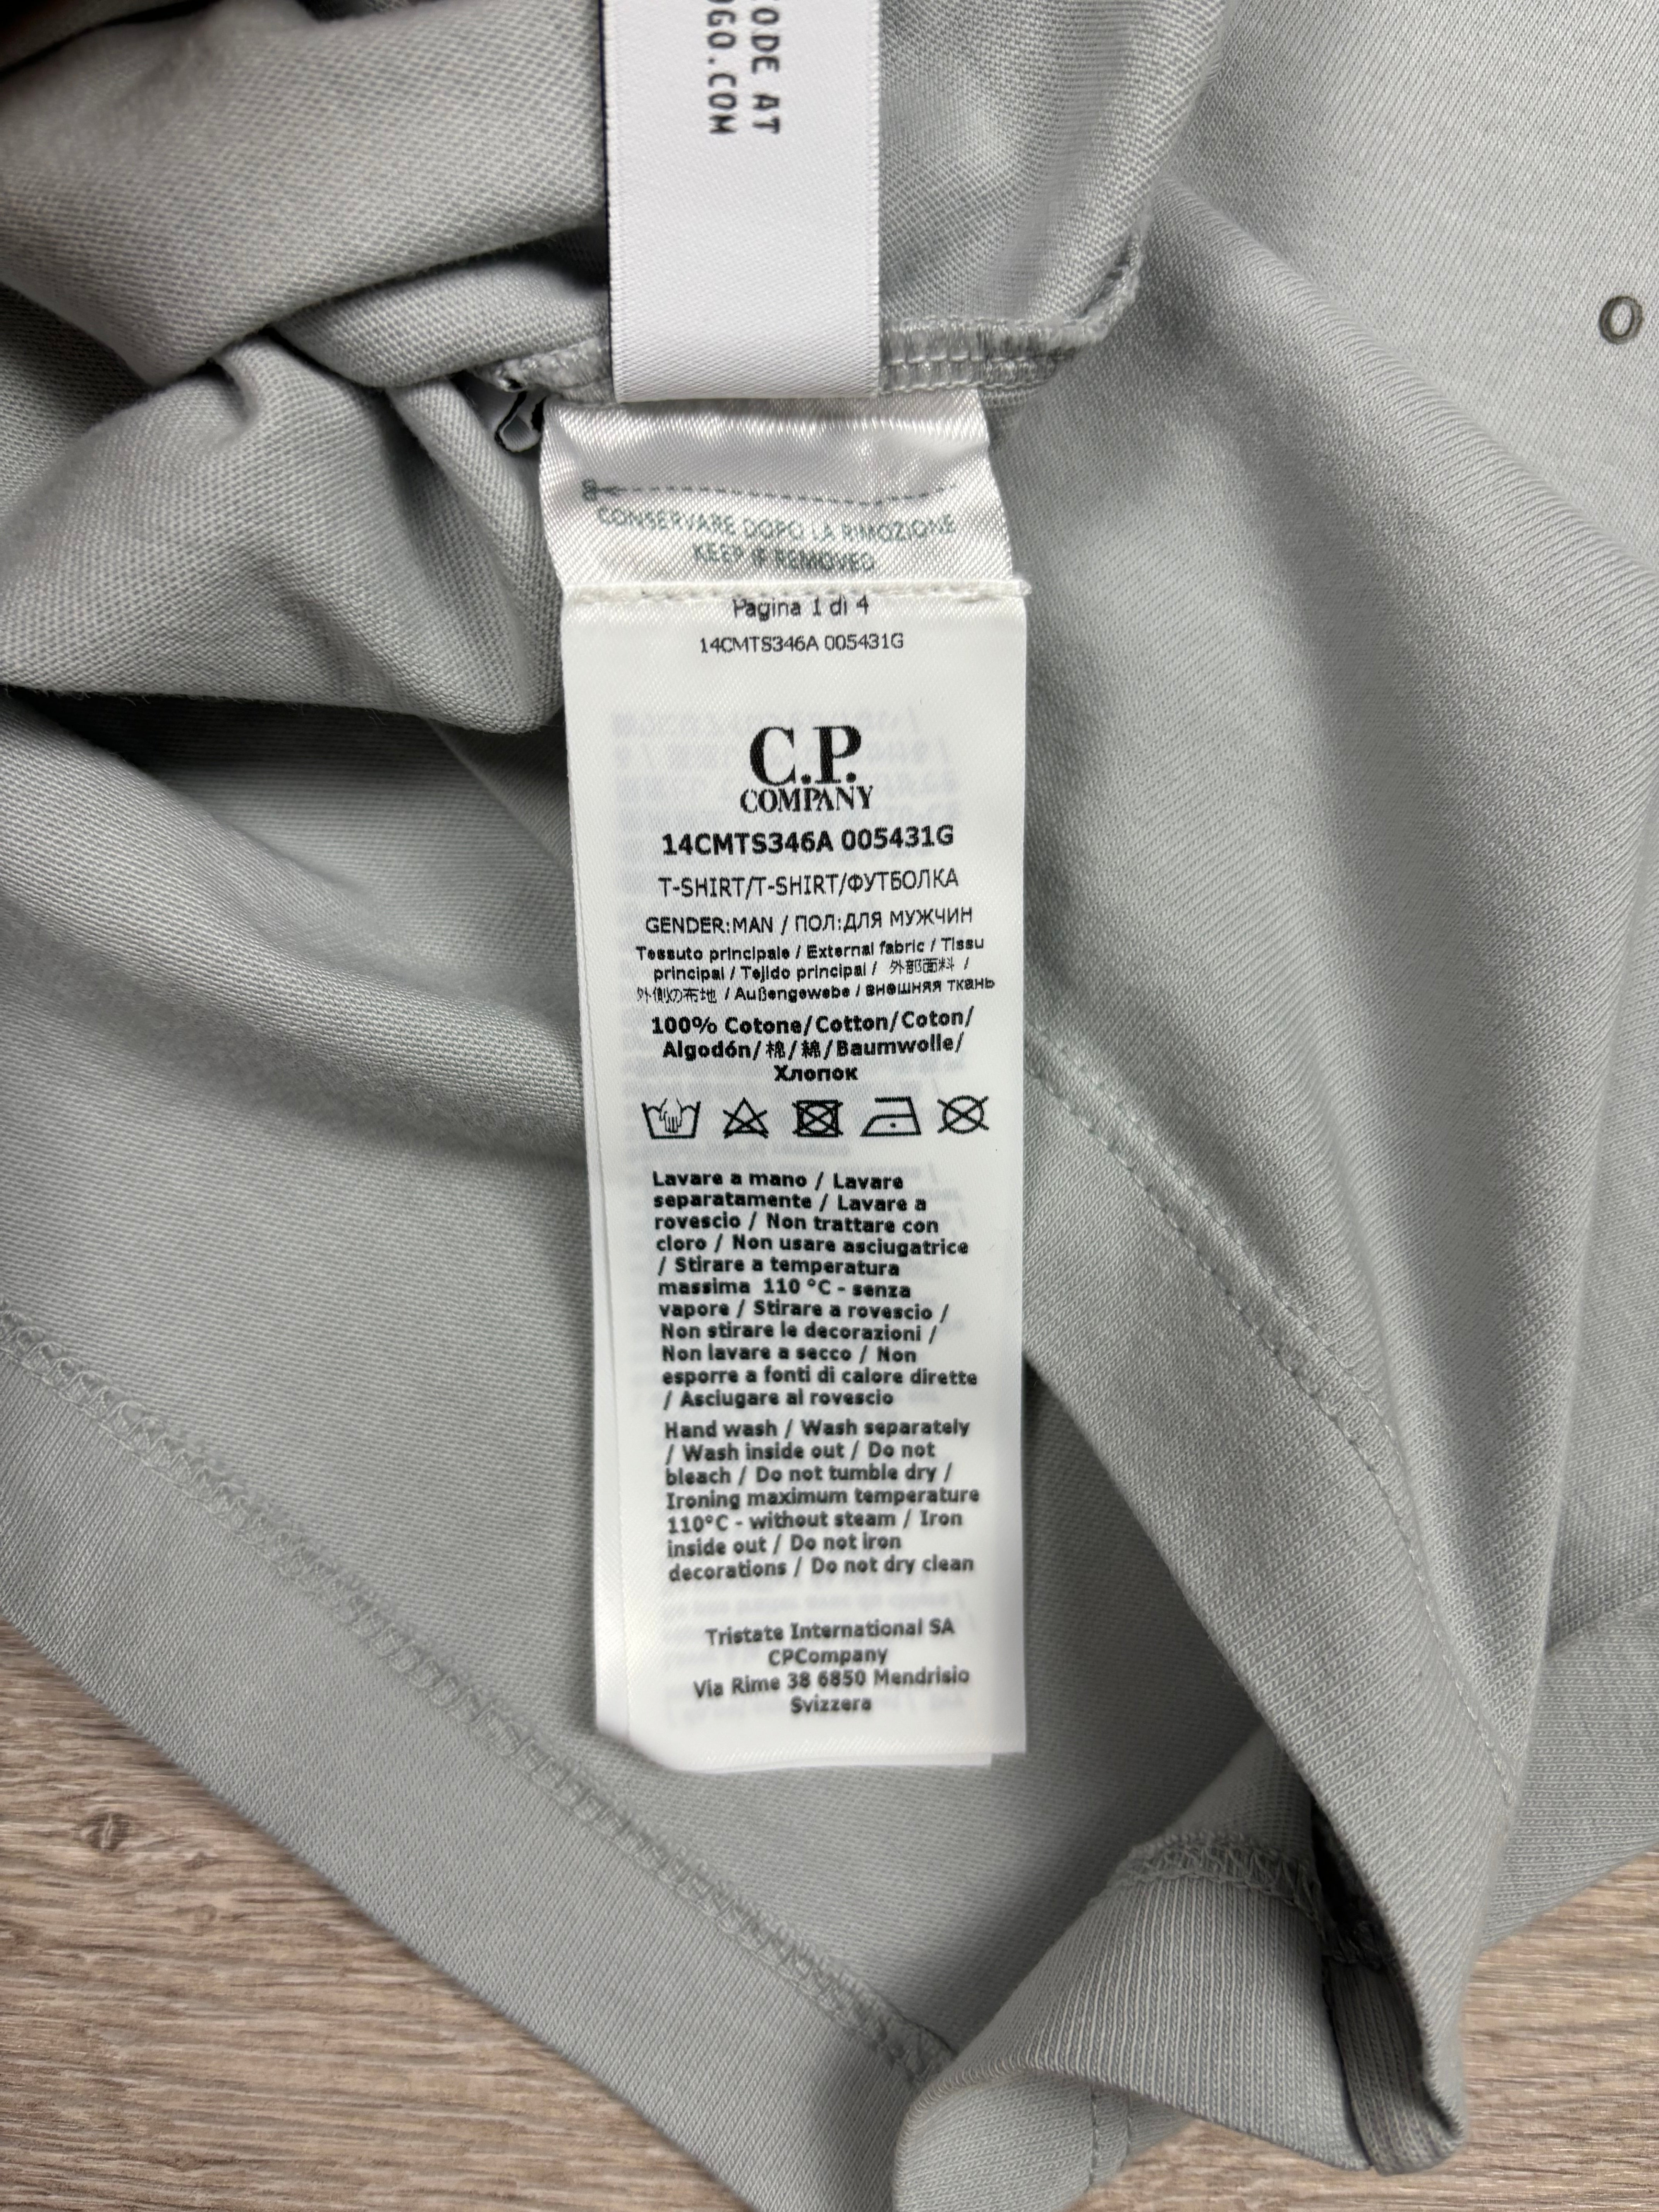 ODE AT
OGO.COM
CONSERVARE DOPO LA RIMOZIONE
KEEP IF REMOVED
Pagina 1 di 4
14CMTS346A 005431G
C.P.
COMPANY
14CMTS346A 005431G
T-SHIRT/T-SHIRT/ФУТБОЛКА
GENDER:MAN / ПОЛ:ДЛЯ МУЖЧИН
Tessuto principale / External fabric / Tissu
principal / Tejido principal / 外部面料 /
外側の布地 / Außengewebe / внешняя ткань
100% Cotone/Cotton/Coton/
Algodón/棉/綿/Baumwolle/
Хлопок
Lavare a mano / Lavare
separatamente / Lavare a
rovescio / Non trattare con
cloro / Non usare asciugatrice
/ Stirare a temperatura
massima 110 °C - senza
vapore / Stirare a rovescio /
Non stirare le decorazioni /
Non lavare a secco / Non
esporre a fonti di calore dirette
/ Asciugare al rovescio
Hand wash / Wash separately
/ Wash inside out / Do not
bleach / Do not tumble dry /
Ironing maximum temperature
110°C - without steam / Iron
inside out / Do not iron
decorations / Do not dry clean
Tristate International SA
CPCompany
Via Rime 38 6850 Mendrisio
Svizzera
o